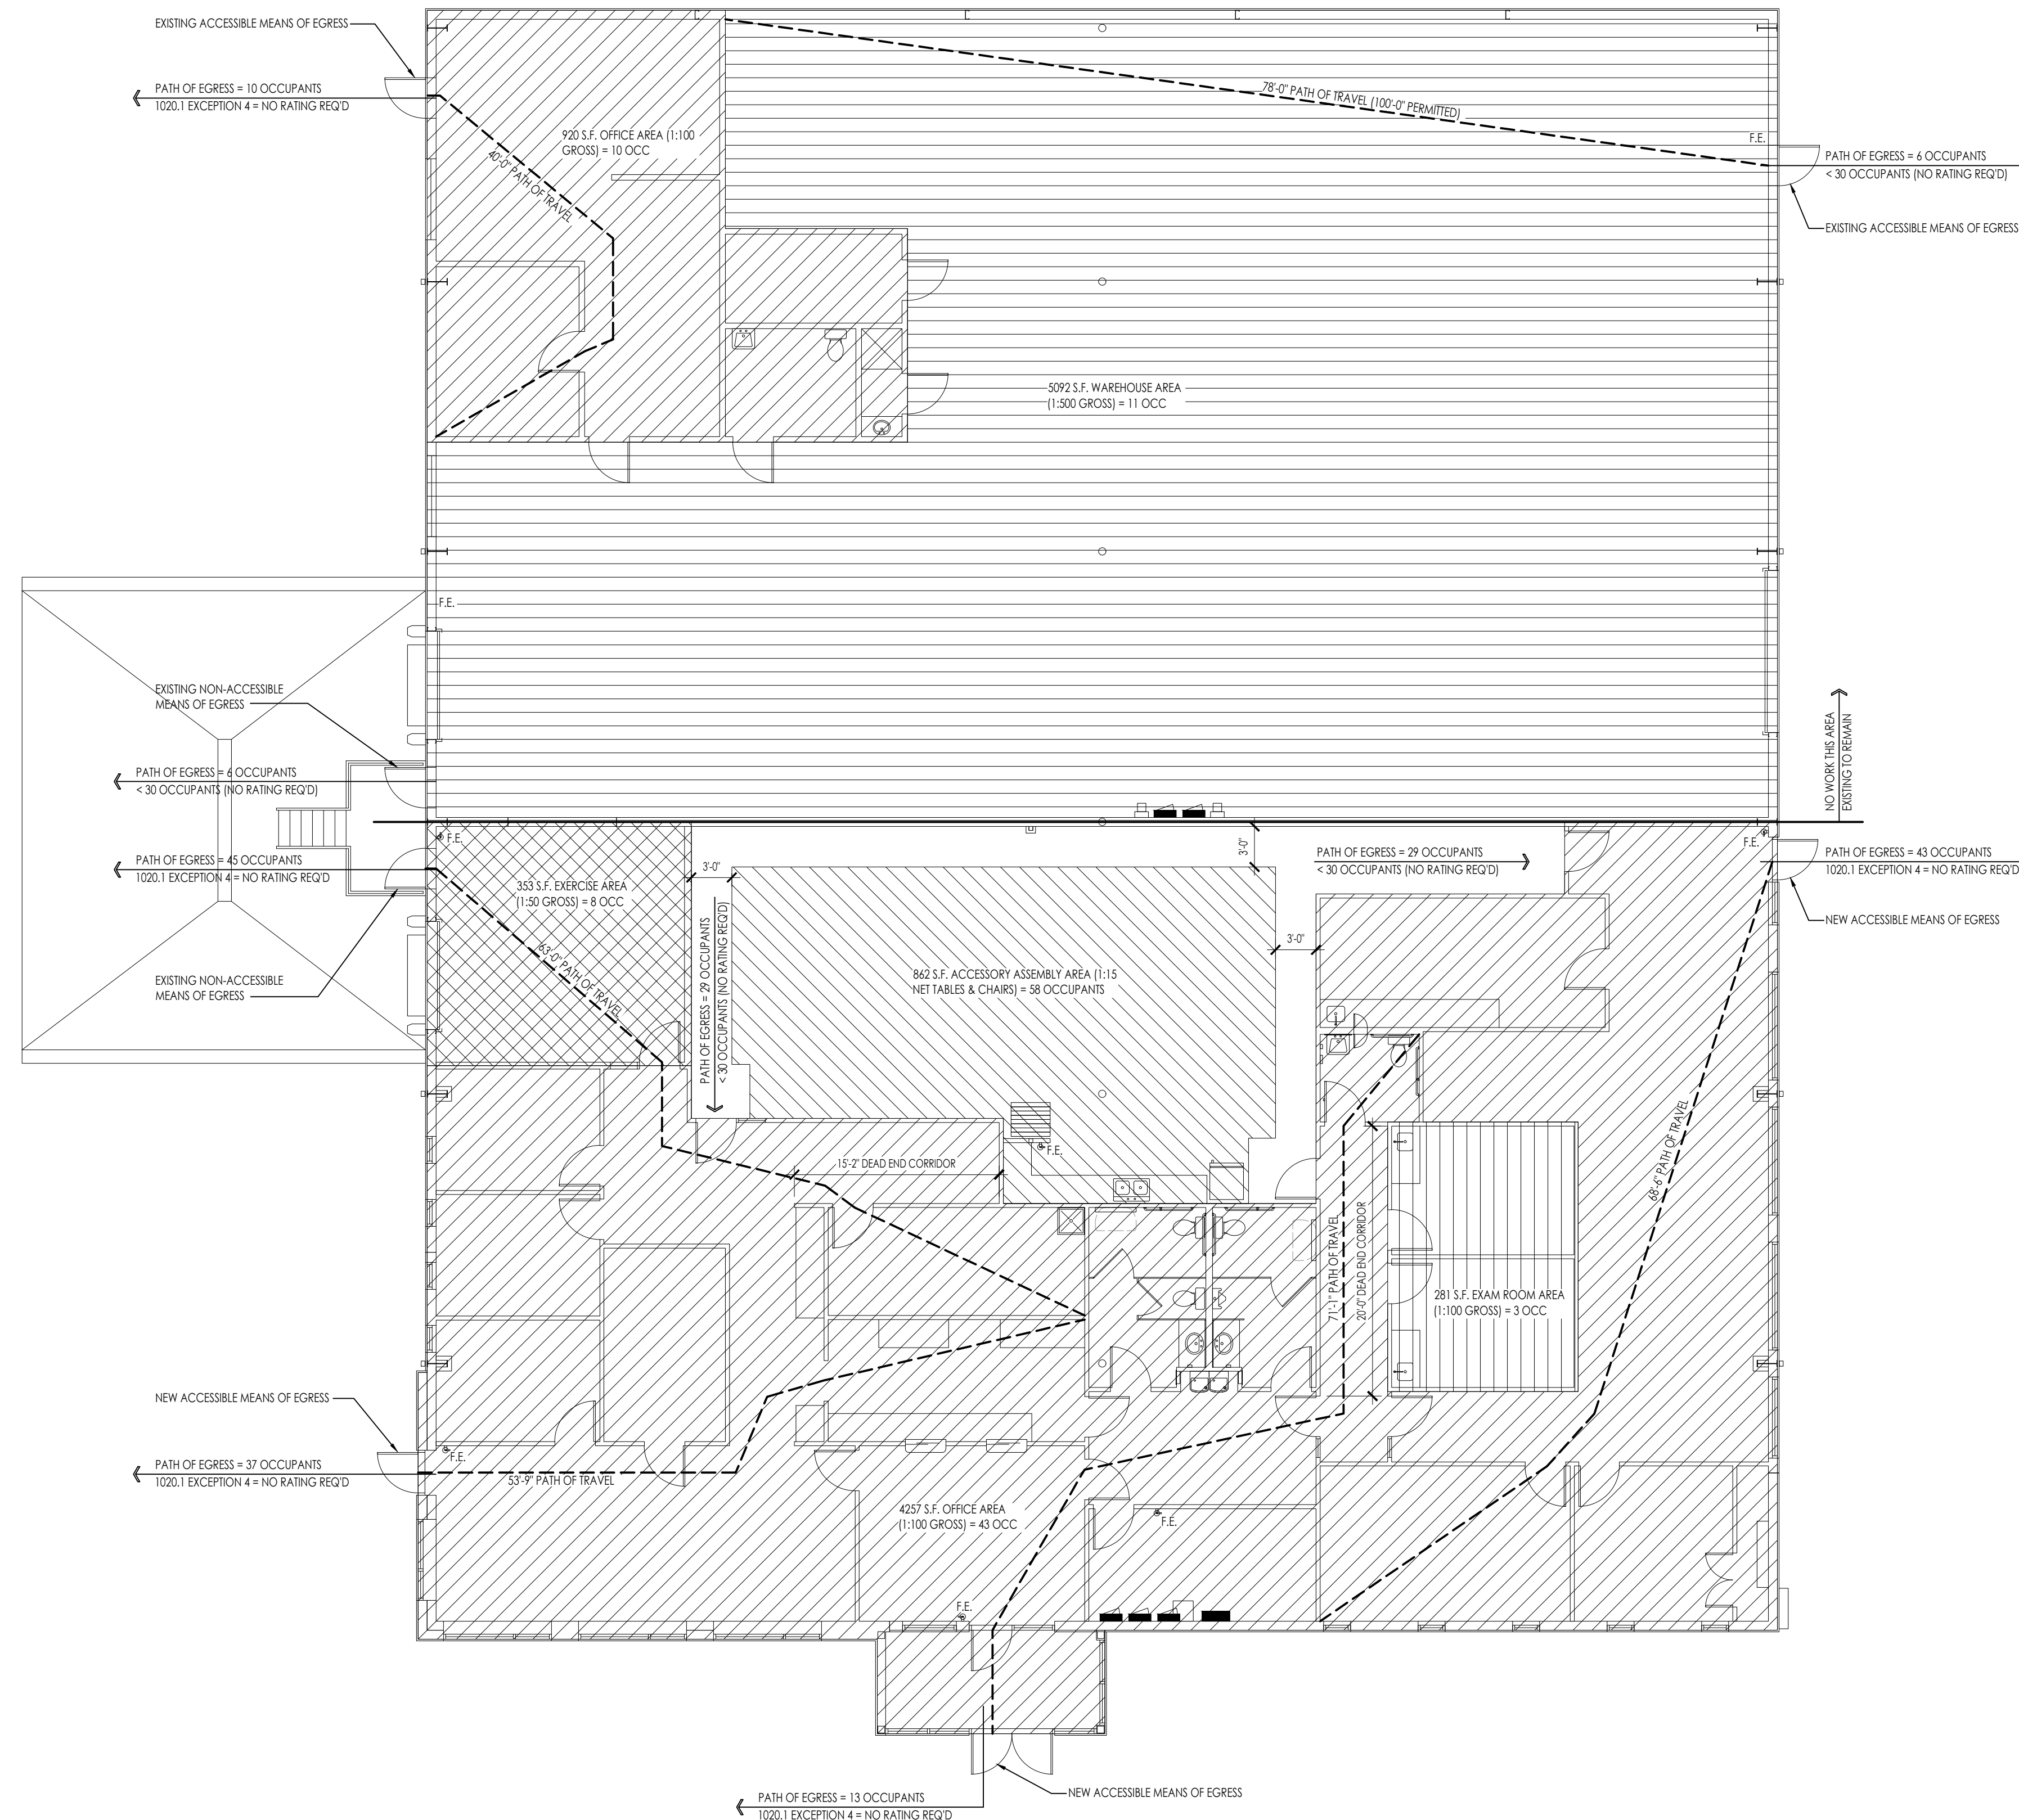 EXISTING ACCESSIBLE MEANS OF EGRESS
PATH OF EGRESS = 10 OCCUPANTS
1020.1 EXCEPTION 4 = NO RATING REQ'D
920 S.F. OFFICE AREA (1:100
GROSS) = 10 OCC
40'-0" PATH OF TRAVEL
78'-0" PATH OF TRAVEL (100'-0" PERMITTED)
F.E.
PATH OF EGRESS = 6 OCCUPANTS
< 30 OCCUPANTS (NO RATING REQ'D)
EXISTING ACCESSIBLE MEANS OF EGRESS
5092 S.F. WAREHOUSE AREA
(1:500 GROSS) = 11 OCC
F.E.
EXISTING NON-ACCESSIBLE
MEANS OF EGRESS
PATH OF EGRESS = 6 OCCUPANTS
< 30 OCCUPANTS (NO RATING REQ'D)
NO WORK THIS AREA
EXISTING TO REMAIN
F.E.
PATH OF EGRESS = 45 OCCUPANTS
1020.1 EXCEPTION 4 = NO RATING REQ'D
353 S.F. EXERCISE AREA
(1:50 GROSS) = 8 OCC
3'-0"
3'-0"
PATH OF EGRESS = 29 OCCUPANTS
< 30 OCCUPANTS (NO RATING REQ'D)
F.E.
PATH OF EGRESS = 43 OCCUPANTS
1020.1 EXCEPTION 4 = NO RATING REQ'D
NEW ACCESSIBLE MEANS OF EGRESS
EXISTING NON-ACCESSIBLE
MEANS OF EGRESS
63'-0" PATH OF TRAVEL
PATH OF EGRESS = 29 OCCUPANTS
< 30 OCCUPANTS (NO RATING REQ'D)
862 S.F. ACCESSORY ASSEMBLY AREA (1:15
NET TABLES & CHAIRS) = 58 OCCUPANTS
3'-0"
F.E.
15'-2" DEAD END CORRIDOR
68'-6" PATH OF TRAVEL
71'-1" PATH OF TRAVEL
20'-0" DEAD END CORRIDOR
281 S.F. EXAM ROOM AREA
(1:100 GROSS) = 3 OCC
NEW ACCESSIBLE MEANS OF EGRESS
F.E.
PATH OF EGRESS = 37 OCCUPANTS
1020.1 EXCEPTION 4 = NO RATING REQ'D
53'-9" PATH OF TRAVEL
4257 S.F. OFFICE AREA
(1:100 GROSS) = 43 OCC
F.E.
F.E.
NEW ACCESSIBLE MEANS OF EGRESS
PATH OF EGRESS = 13 OCCUPANTS
1020.1 EXCEPTION 4 = NO RATING REQ'D